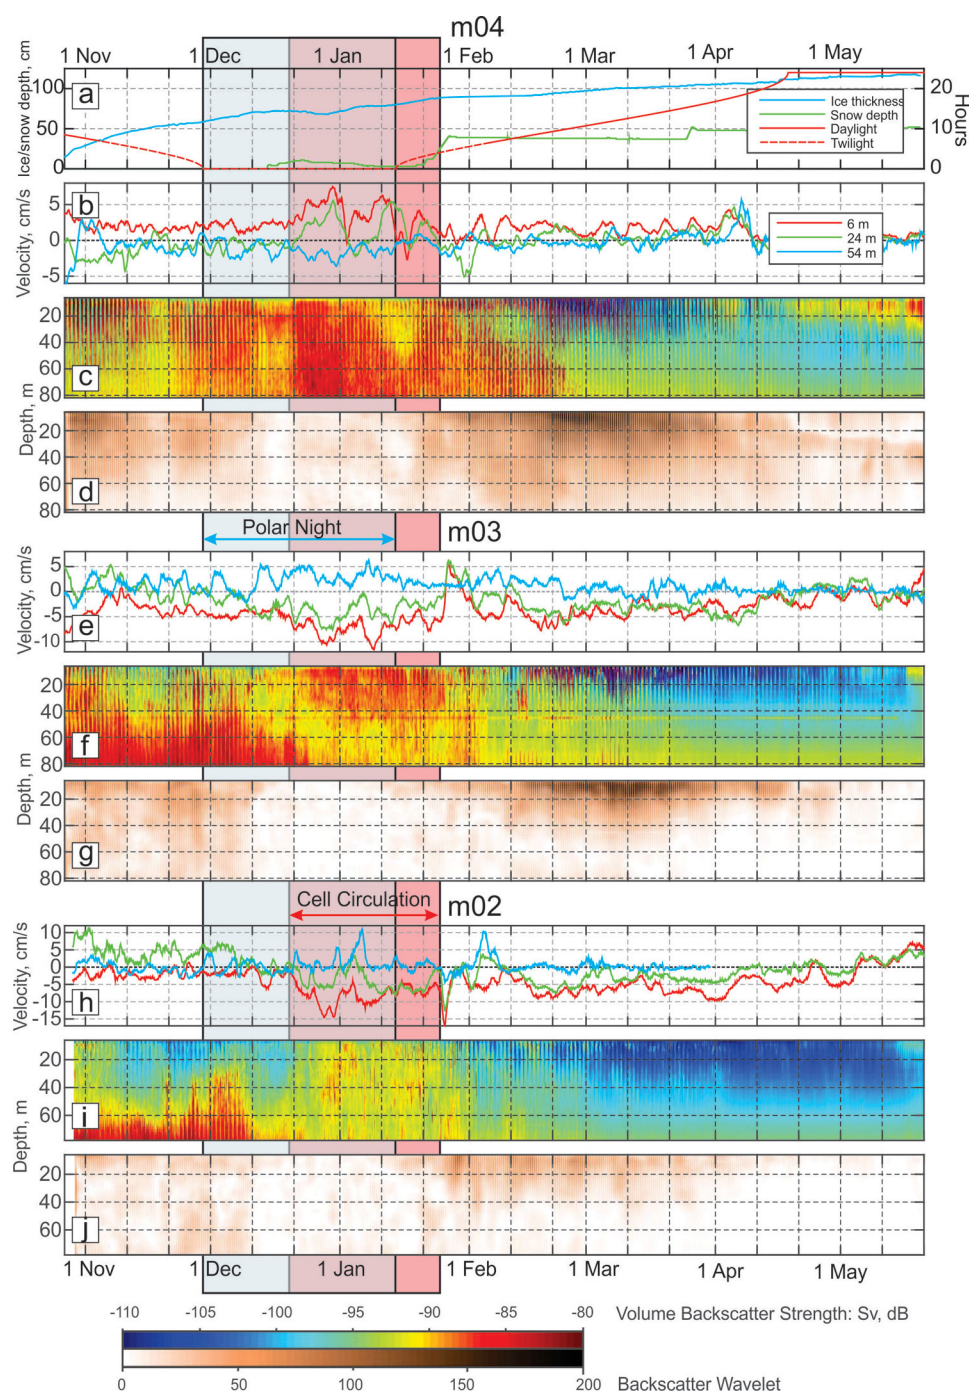 m04
1 Nov 1 Dec 1 Jan 1 Feb 1 Mar 1 Apr 1 May
Ice/snow depth, cm
100
50
0
a
Ice thickness
Snow depth
Daylight
Twilight
20
10
0
Hours
Velocity, cm/s
5
0
-5
b
6 m
24 m
54 m
20
40
60
80
c
Depth, m
20
40
60
80
d
Polar Night
m03
Velocity, cm/s
5
0
-5
-10
e
20
40
60
80
f
Depth, m
20
40
60
80
g
Cell Circulation
m02
Velocity, cm/s
10
5
0
-5
-10
-15
h
20
40
60
i
Depth, m
20
40
60
j
1 Nov 1 Dec 1 Jan 1 Feb 1 Mar 1 Apr 1 May
-110 -105 -100 -95 -90 -85 -80 Volume Backscatter Strength: Sv, dB
0 50 100 150 200 Backscatter Wavelet